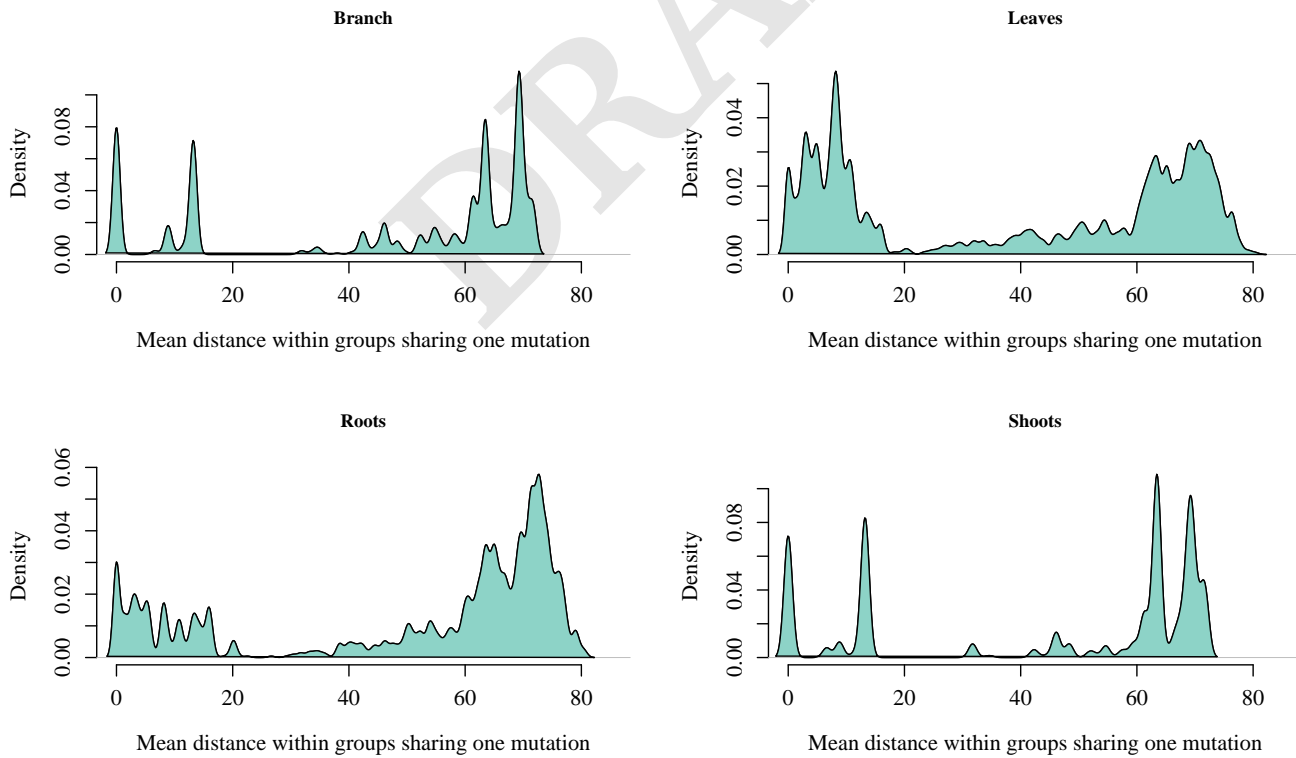 Branch
Density
0.00 0.04 0.08
0 20 40 60 80
Mean distance within groups sharing one mutation
Leaves
Density
0.00 0.02 0.04
0 20 40 60 80
Mean distance within groups sharing one mutation
Roots
Density
0.00 0.02 0.04 0.06
0 20 40 60 80
Mean distance within groups sharing one mutation
Shoots
Density
0.00 0.04 0.08
0 20 40 60 80
Mean distance within groups sharing one mutation
DRA